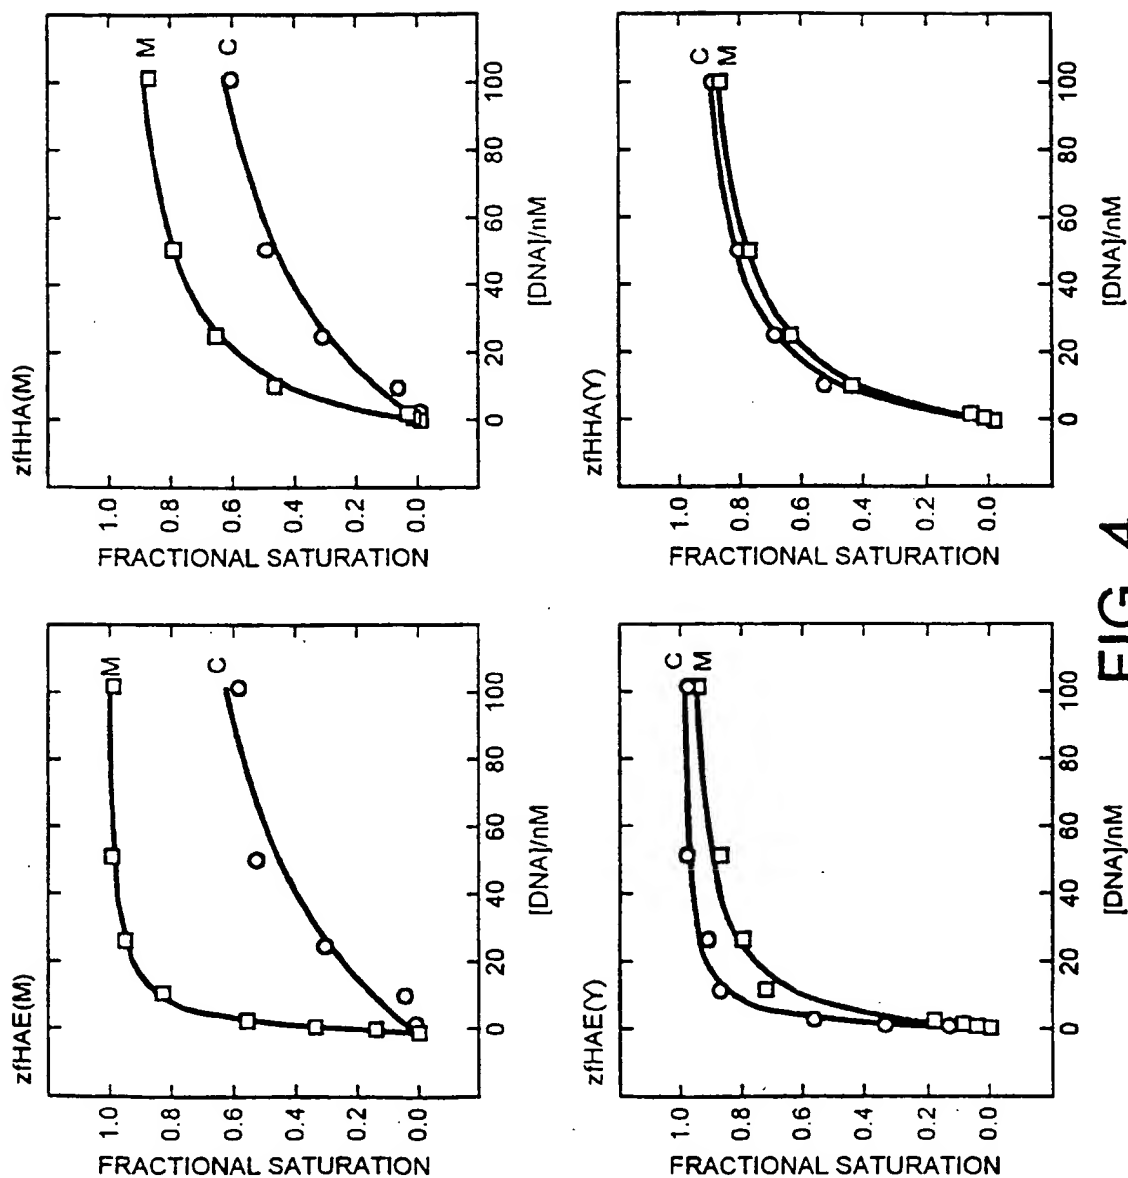 zfHAE(M)
FRACTIONAL SATURATION
1.0
0.8
0.6
0.4
0.2
0.0
M
C
0
20
40
60
80
100
[DNA]/nM
zfHHA(M)
FRACTIONAL SATURATION
1.0
0.8
0.6
0.4
0.2
0.0
M
C
0
20
40
60
80
100
[DNA]/nM
zfHAE(Y)
FRACTIONAL SATURATION
1.0
0.8
0.6
0.4
0.2
0.0
C
M
0
20
40
60
80
100
[DNA]/nM
zfHHA(Y)
FRACTIONAL SATURATION
1.0
0.8
0.6
0.4
0.2
0.0
C
M
0
20
40
60
80
100
[DNA]/nM
FIG. 4